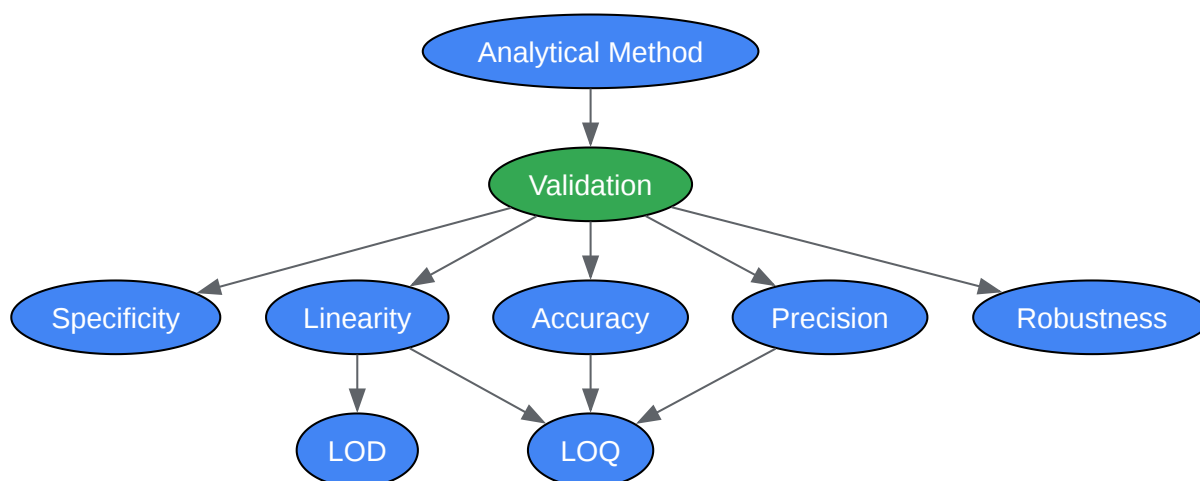 Analytical Method
Validation
Specificity
Linearity
Accuracy
Precision
Robustness
LOD
LOQ